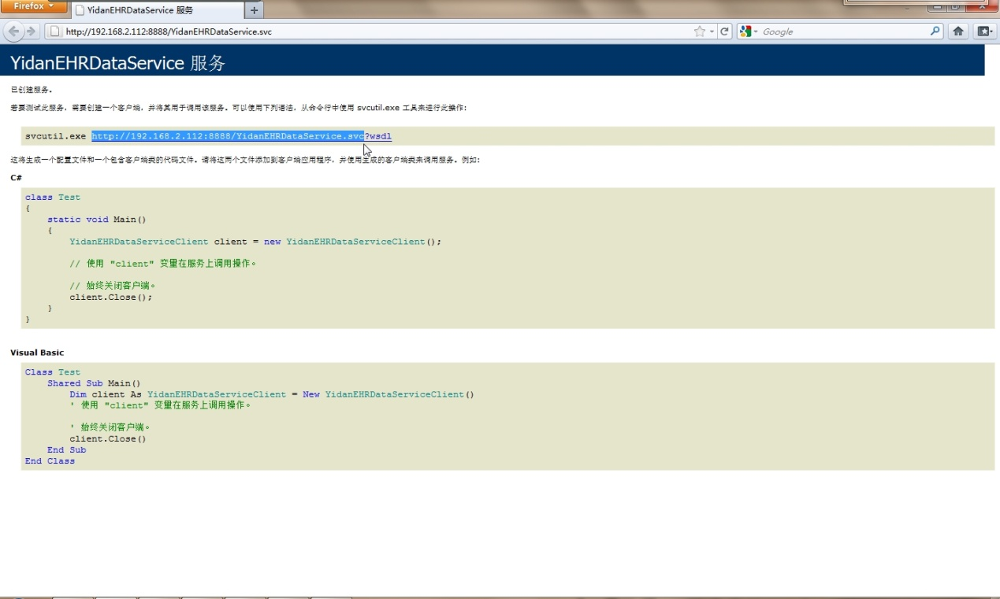 Firefox
YidanEHRDataService 服务
http://192.168.2.112:8888/YidanEHRDataService.svc
Google
YidanEHRDataService 服务
已创建服务。
若要测试此服务，需要创建一个客户端，并将其用于调用该服务。可以使用下列语法，从命令行中使用 svcutil.exe 工具来进行此操作:
svcutil.exe http://192.168.2.112:8888/YidanEHRDataService.svc?wsdl
这将生成一个配置文件和一个包含客户端类的代码文件。请将这两个文件添加到客户端应用程序，并使用生成的客户端类来调用服务。例如:
C#
class Test
{
static void Main()
{
YidanEHRDataServiceClient client = new YidanEHRDataServiceClient();
// 使用 "client" 变量在服务上调用操作。
// 始终关闭客户端。
client.Close();
}
}
Visual Basic
Class Test
Shared Sub Main()
Dim client As YidanEHRDataServiceClient = New YidanEHRDataServiceClient()
' 使用 "client" 变量在服务上调用操作。
' 始终关闭客户端。
client.Close()
End Sub
End Class